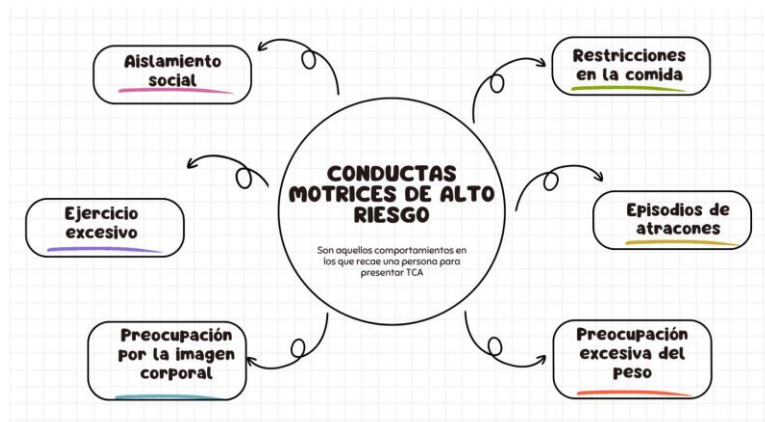 CONDUCTAS
MOTRICES DE ALTO
RIESGO
Son aquellos comportamientos en
los que recae una persona para
presentar TCA
Aislamiento
social
Ejercicio
excesivo
Preocupación
por la imagen
corporal
Restricciones
en la comida
Episodios de
atracones
Preocupación
excesiva del
peso